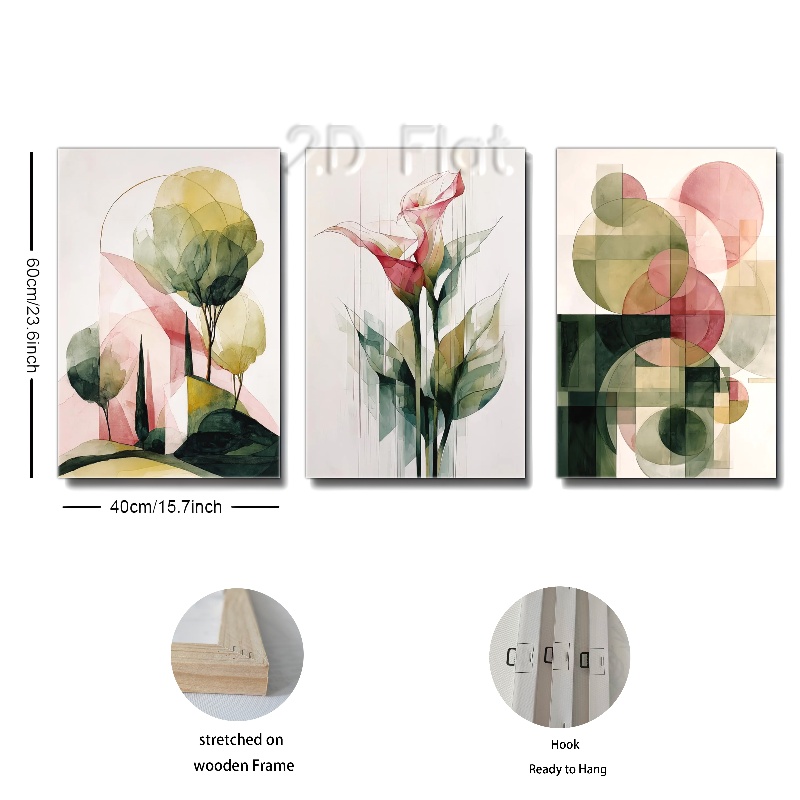 2D Flat
60cm/23.6inch
40cm/15.7inch
stretched on
wooden Frame
Hook
Ready to Hang